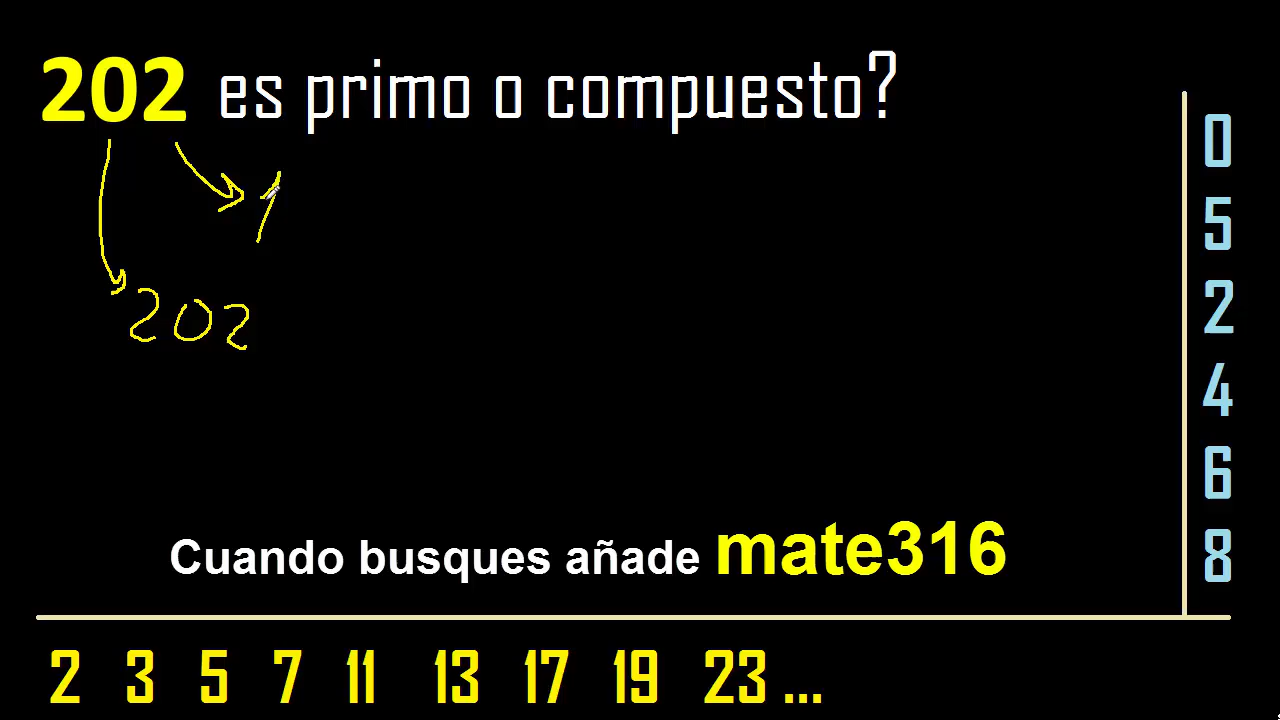 202 es primo o compuesto?
1
202
0
5
2
4
6
8
Cuando busques añade mate316
2 3 5 7 11 13 17 19 23 ...